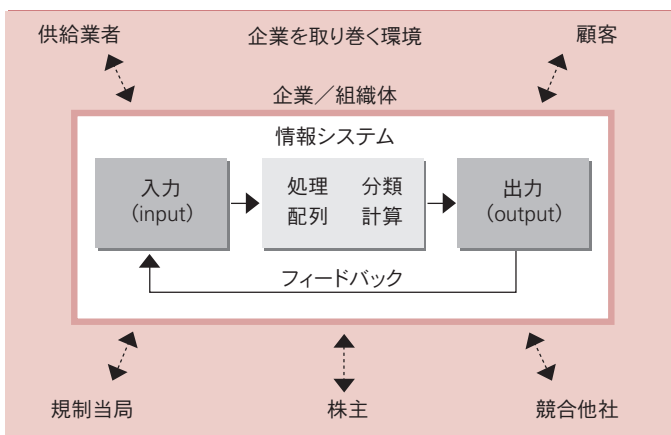 供給業者
企業を取り巻く環境
顧客
企業／組織体
情報システム
入力
(input)
処理 分類
配列 計算
出力
(output)
フィードバック
規制当局
株主
競合他社